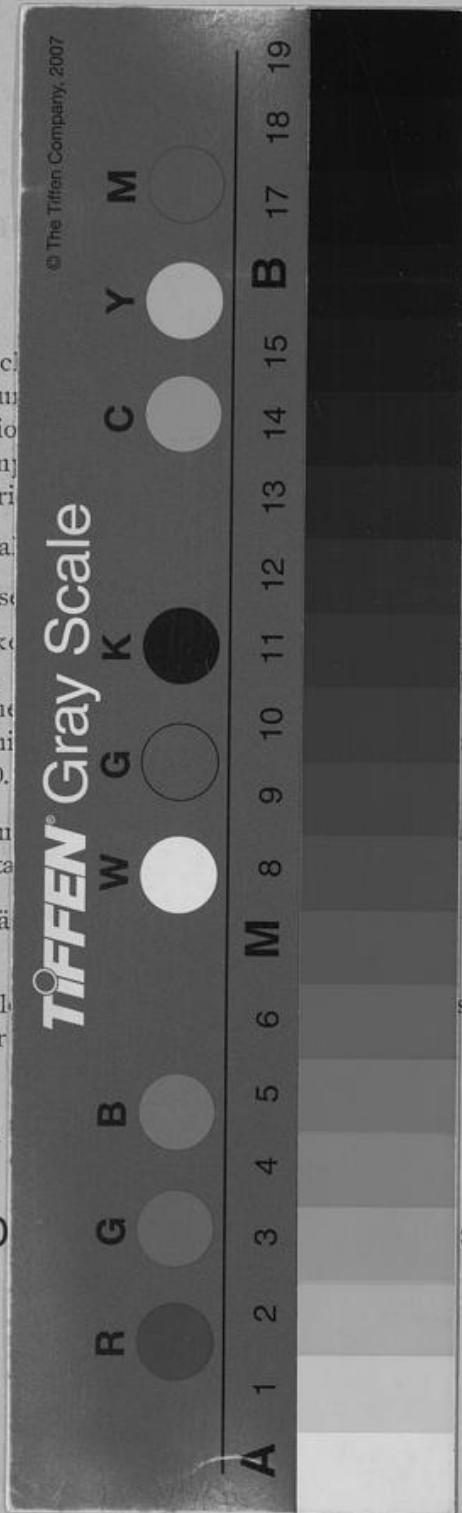 © The Tiffen Company, 2007
TIFFEN® Gray Scale
R G B W G K C Y M
A 1 2 3 4 5 6 M 8 9 10 11 12 13 14 15 B 17 18 19